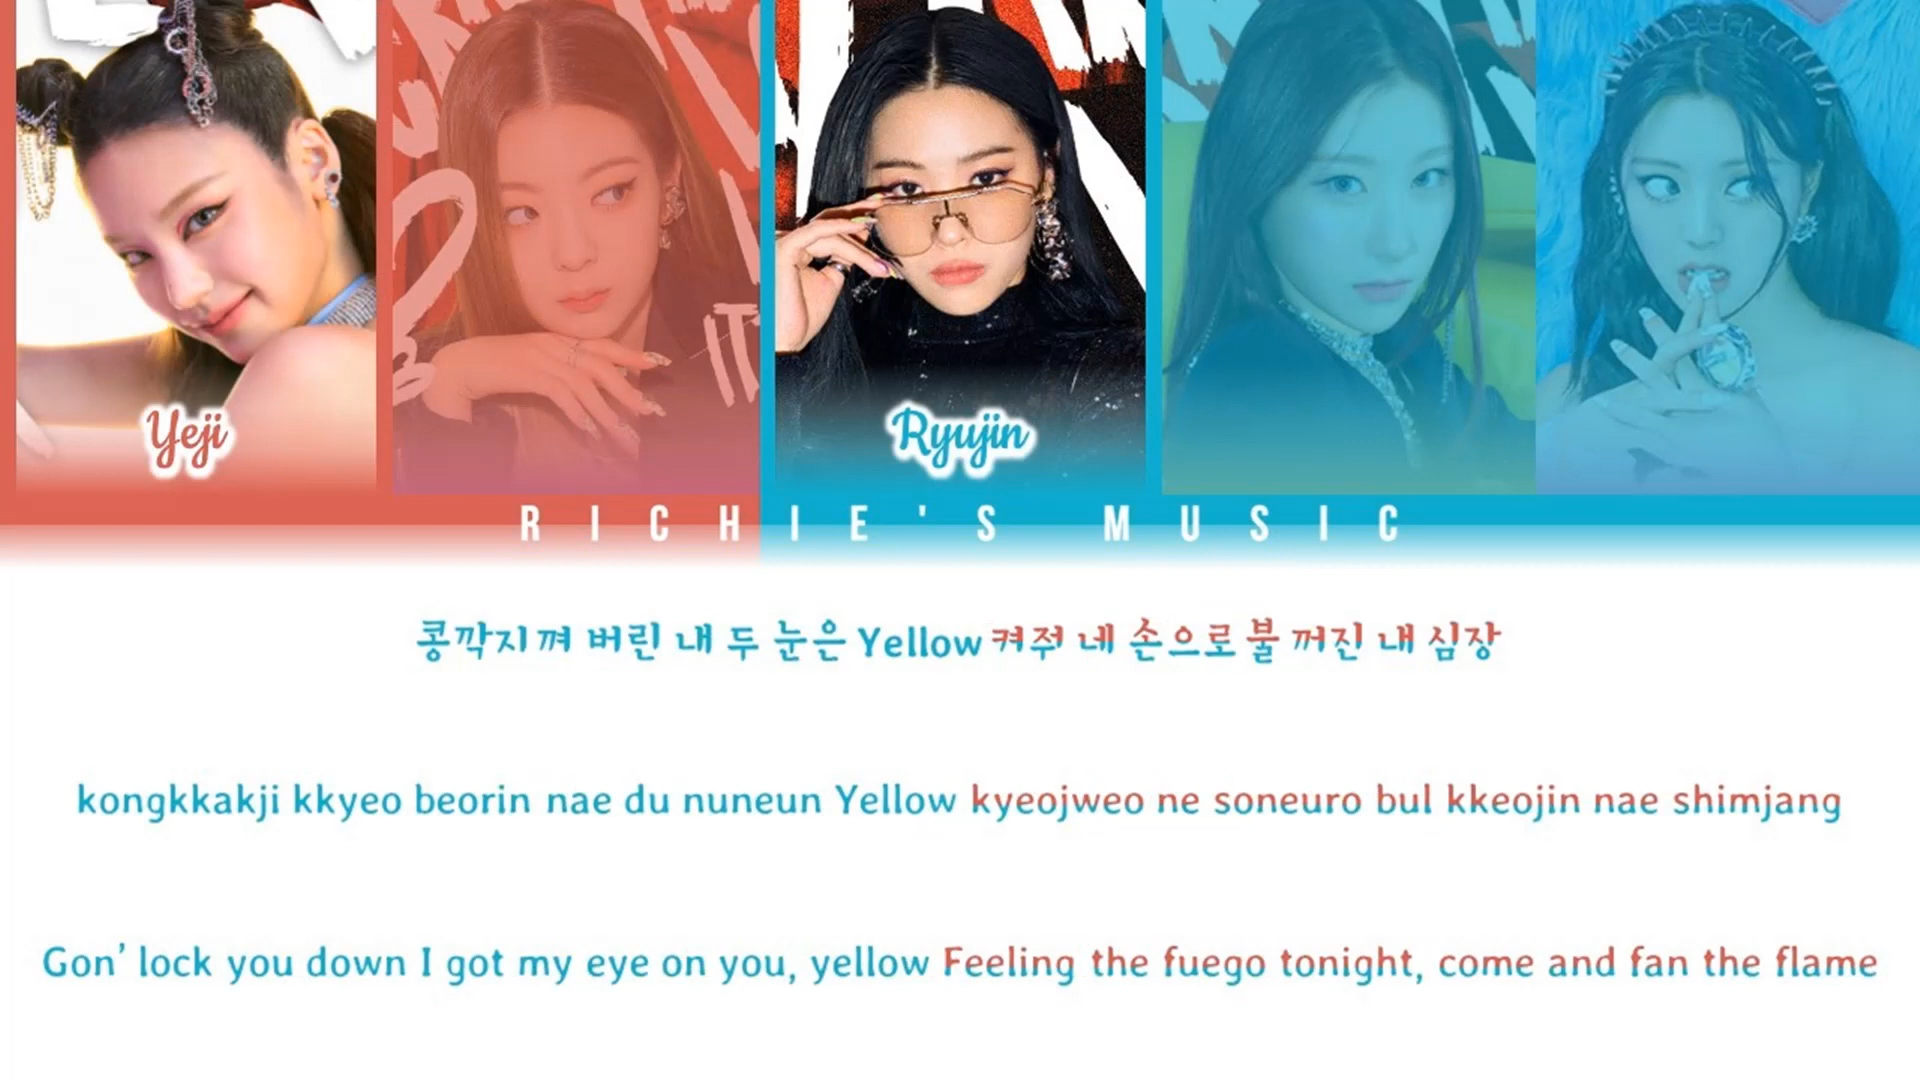 Yeji
Ryujin
RICHIE'S MUSIC
콩깍지 껴 버린 내 두 눈은 Yellow 켜줘 네 손으로 불 꺼진 내 심장
kongkkakji kkyeo beorin nae du nuneun Yellow kyeojweo ne soneuro bul kkeojin nae shimjang
Gon’ lock you down I got my eye on you, yellow Feeling the fuego tonight, come and fan the flame